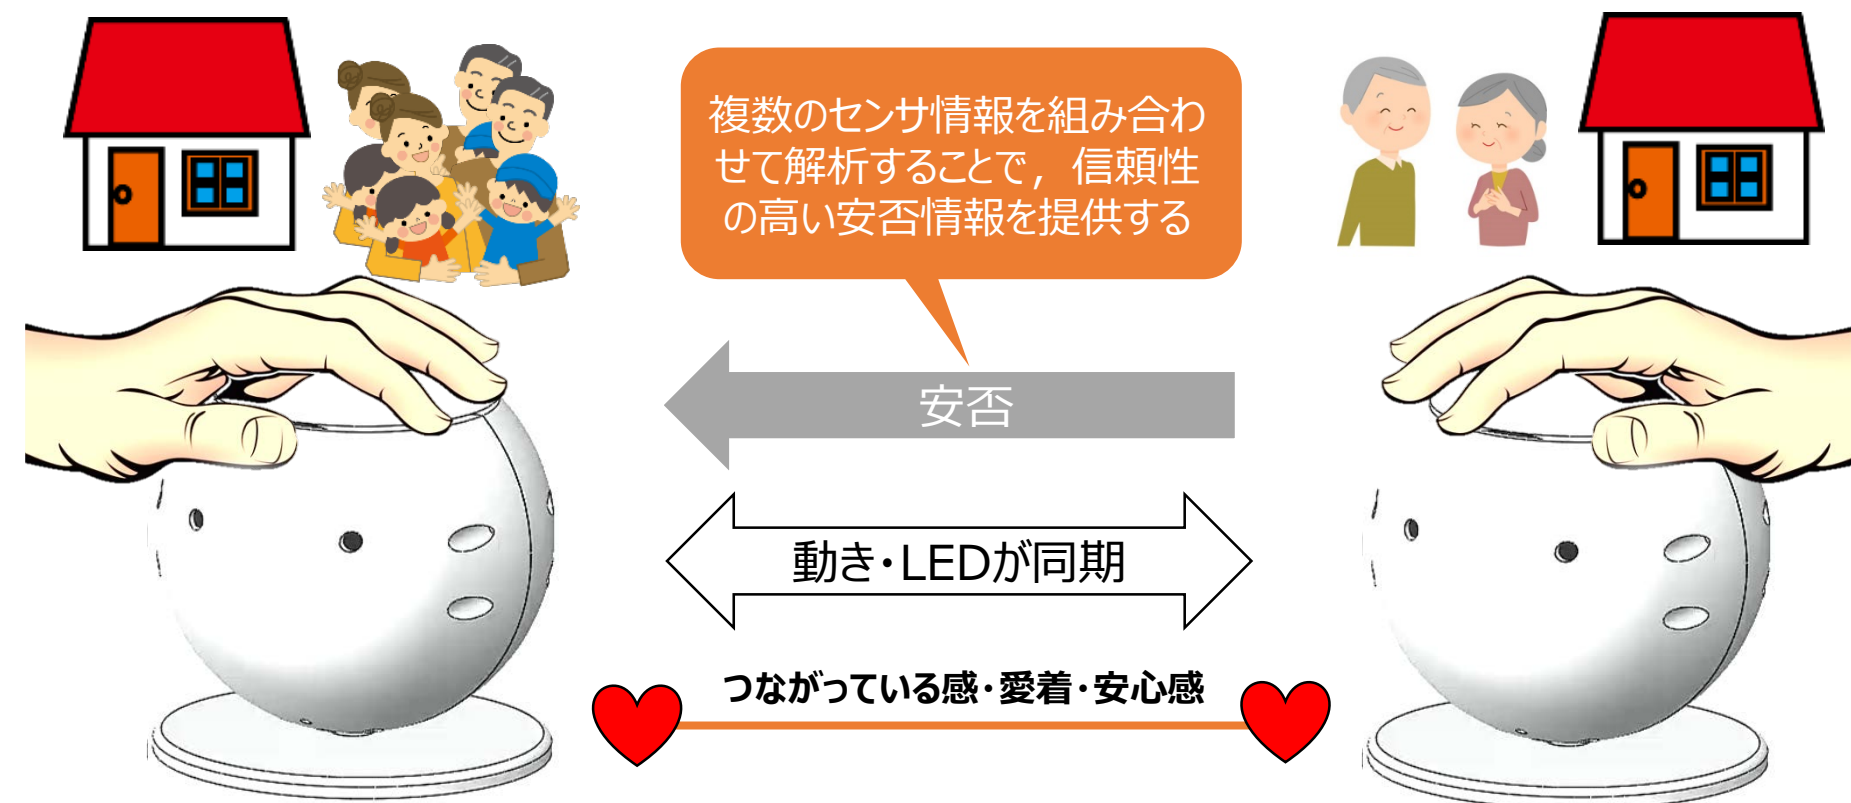 複数のセンサ情報を組み合わ
せて解析することで，信頼性
の高い安否情報を提供する
安否
動き・LEDが同期
つながっている感・愛着・安心感